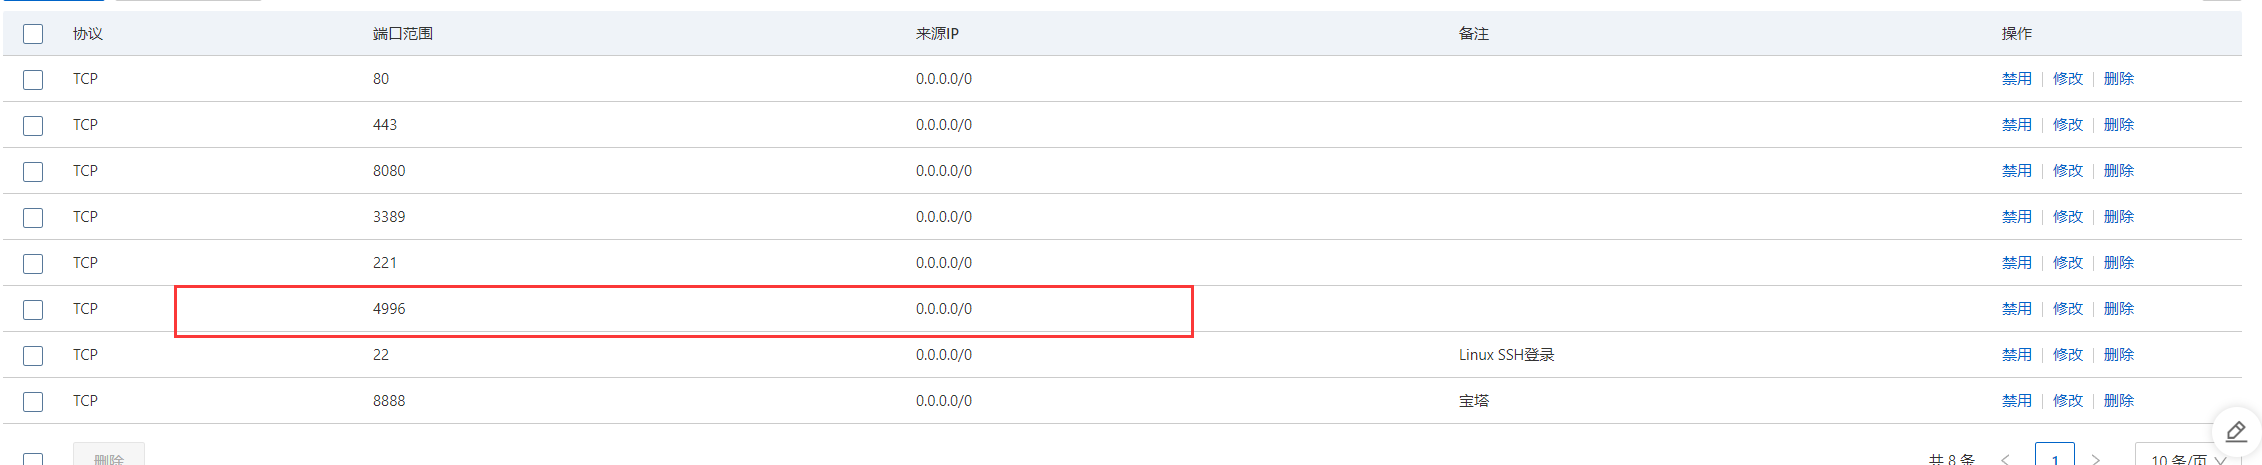 协议 端口范围 来源IP 备注 操作
TCP 80 0.0.0.0/0 禁用 修改 删除
TCP 443 0.0.0.0/0 禁用 修改 删除
TCP 8080 0.0.0.0/0 禁用 修改 删除
TCP 3389 0.0.0.0/0 禁用 修改 删除
TCP 221 0.0.0.0/0 禁用 修改 删除
TCP 4996 0.0.0.0/0 禁用 修改 删除
TCP 22 0.0.0.0/0 Linux SSH登录 禁用 修改 删除
TCP 8888 0.0.0.0/0 宝塔 禁用 修改 删除
删除 共 8 条 1 10 条/页